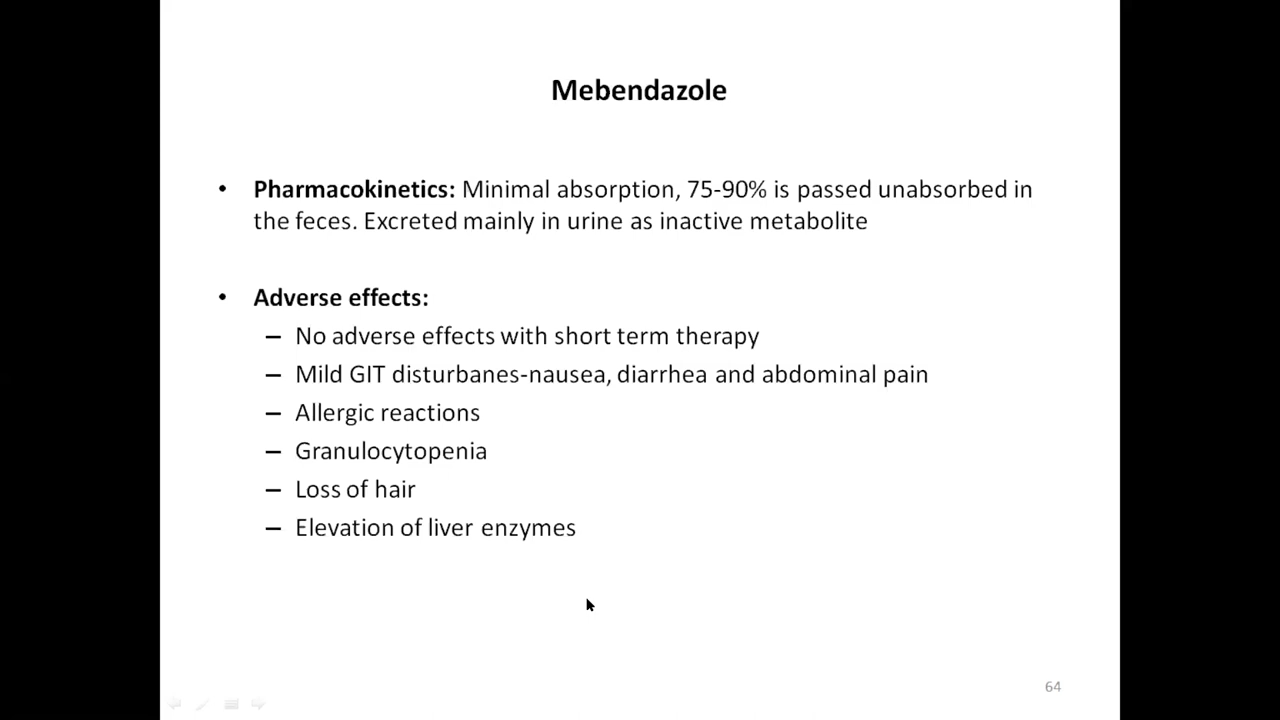 Mebendazole
• Pharmacokinetics: Minimal absorption, 75-90% is passed unabsorbed in
the feces. Excreted mainly in urine as inactive metabolite
• Adverse effects:
– No adverse effects with short term therapy
– Mild GIT disturbanes-nausea, diarrhea and abdominal pain
– Allergic reactions
– Granulocytopenia
– Loss of hair
– Elevation of liver enzymes
64